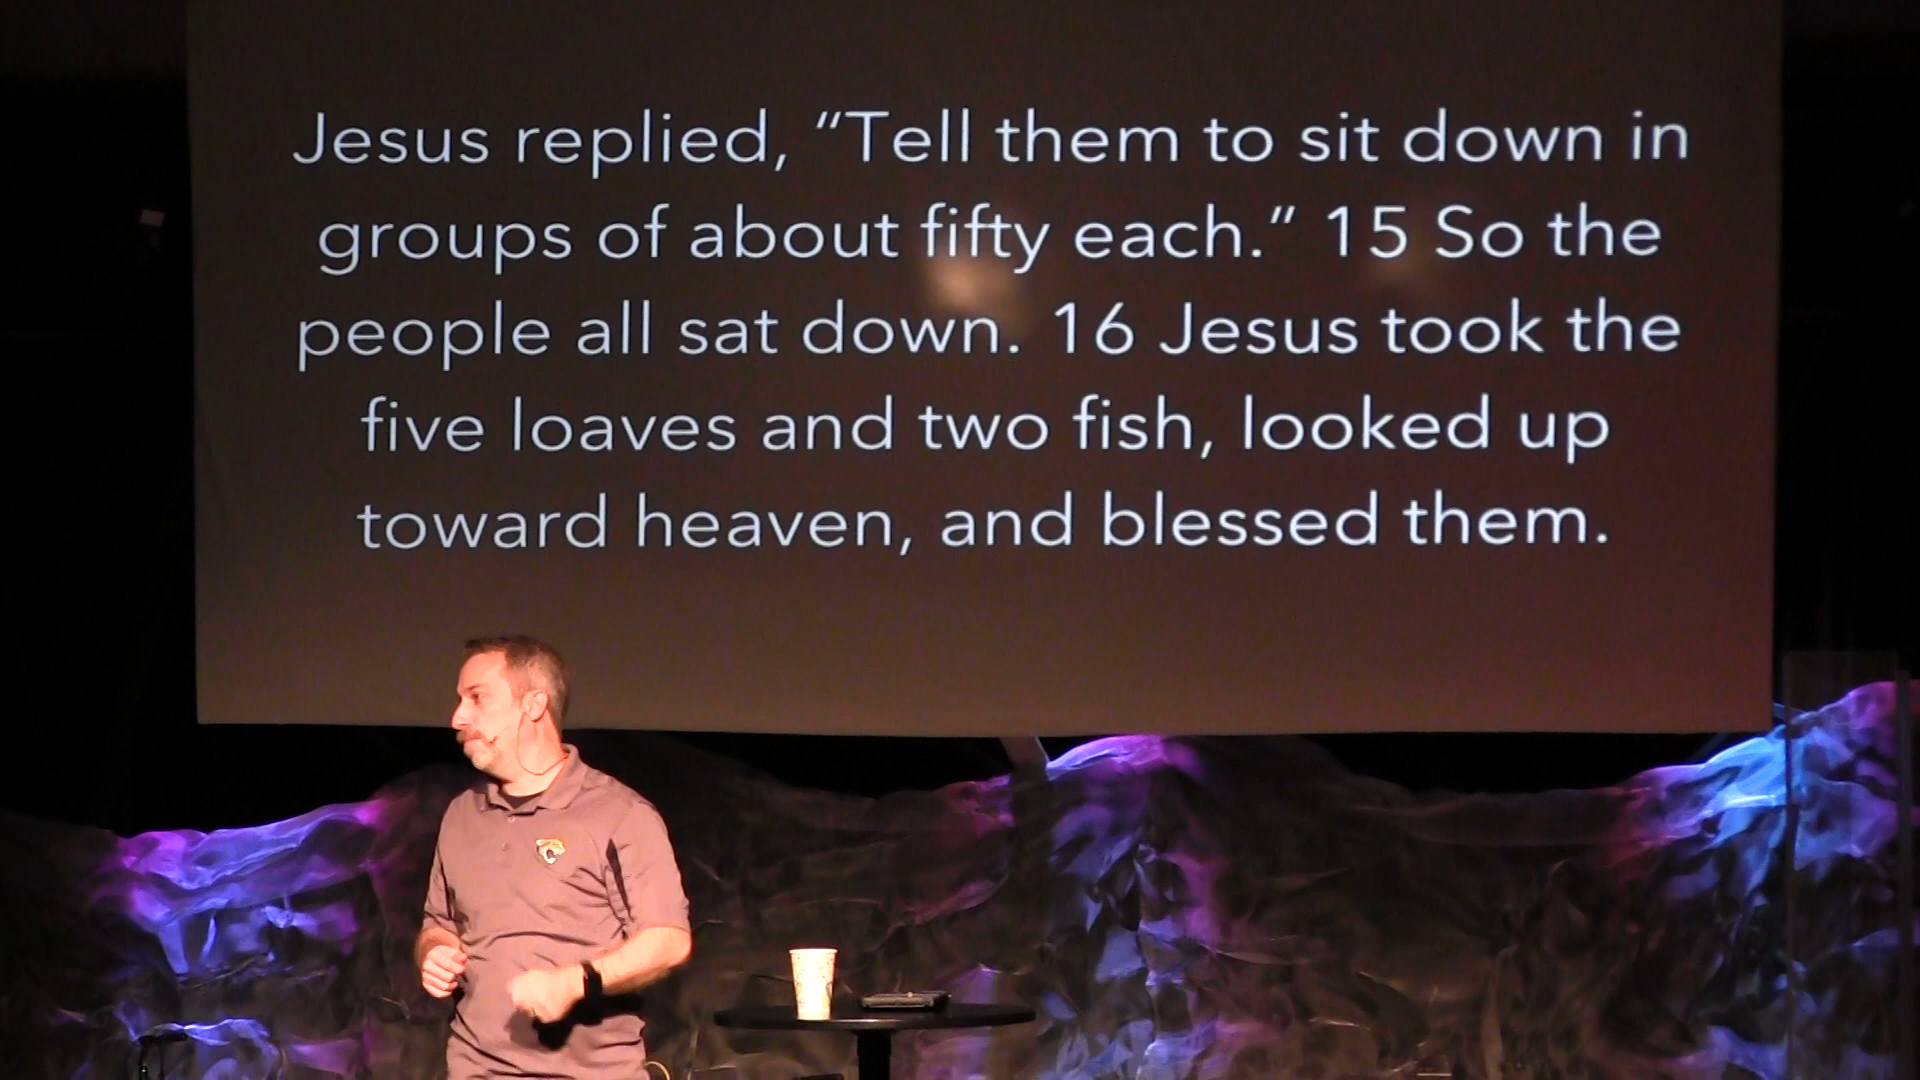 Jesus replied, “Tell them to sit down in
groups of about fifty each.” 15 So the
people all sat down. 16 Jesus took the
five loaves and two fish, looked up
toward heaven, and blessed them.